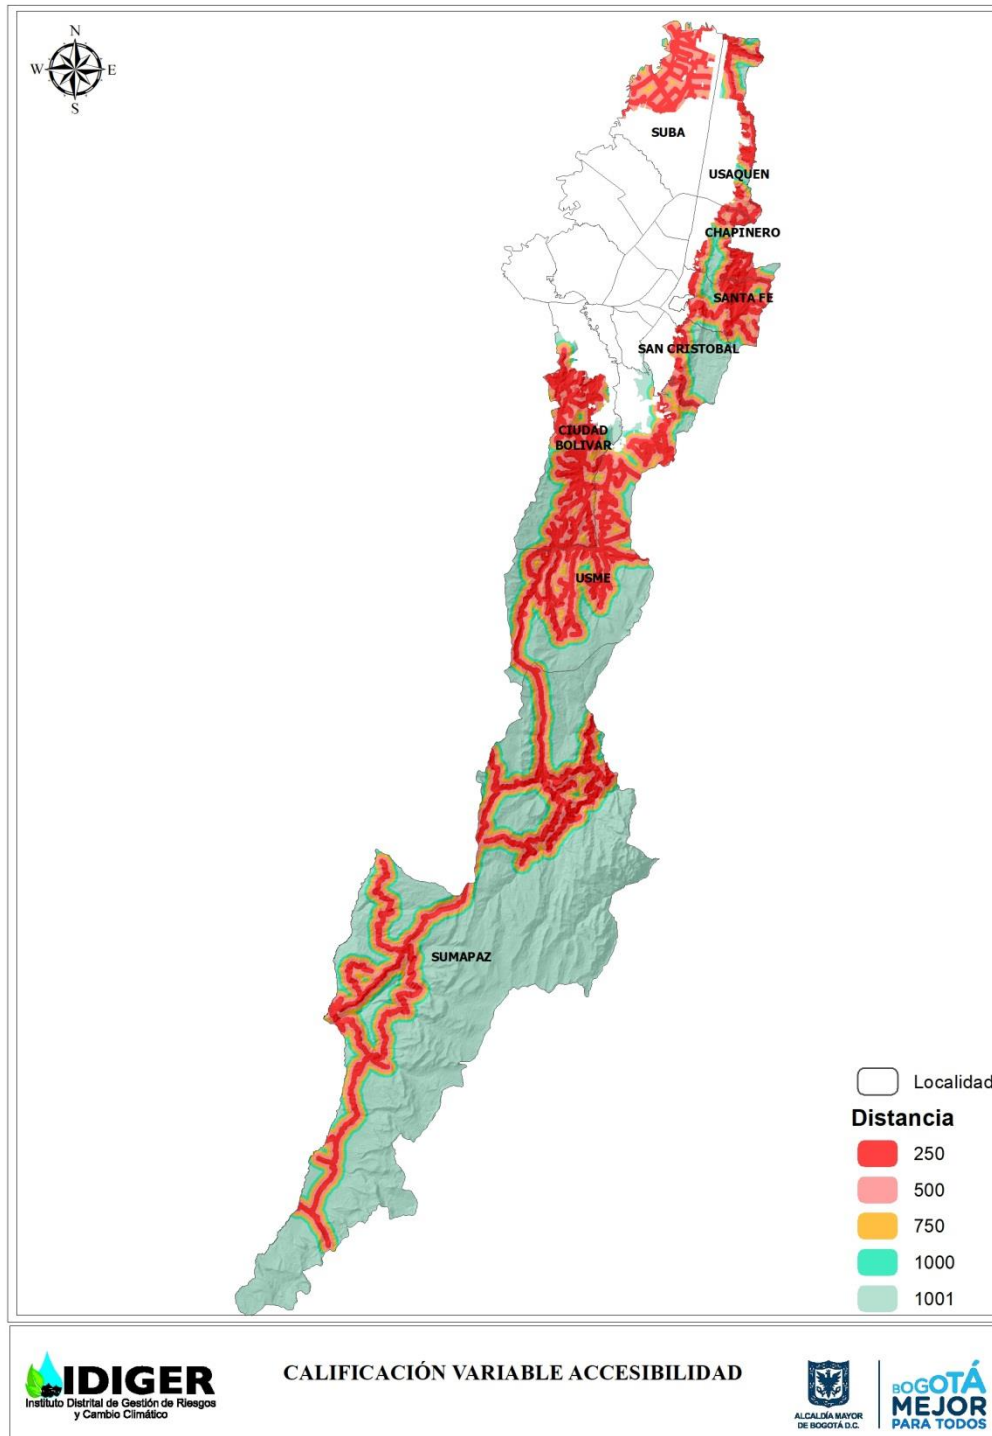 N
W E
S
SUBA
USAQUEN
CHAPINERO
SANTA FE
SAN CRISTOBAL
CIUDAD
BOLIVAR
USME
SUMAPAZ
Localidad
Distancia
250
500
750
1000
1001
IDIGER
Instituto Distrital de Gestión de Riesgos
y Cambio Climático
CALIFICACIÓN VARIABLE ACCESIBILIDAD
ALCALDÍA MAYOR
DE BOGOTÁ D.C.
BOGOTÁ
MEJOR
PARA TODOS